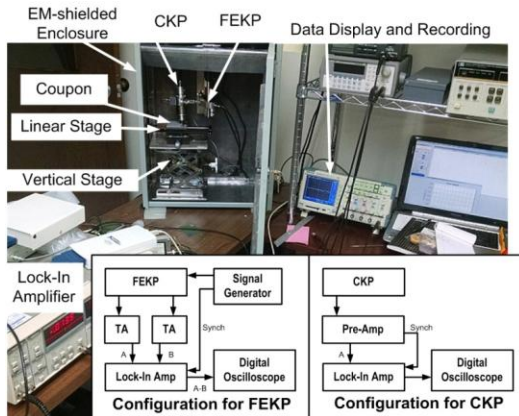 EM-shielded
Enclosure
CKP
FEKP
Data Display and Recording
Coupon
Linear Stage
Vertical Stage
Lock-In
Amplifier
FEKP
Signal
Generator
TA
TA
Synch
A
B
Lock-In Amp
A-B
Digital
Oscilloscope
Configuration for FEKP
CKP
Pre-Amp
Synch
A
Lock-In Amp
Digital
Oscilloscope
Configuration for CKP